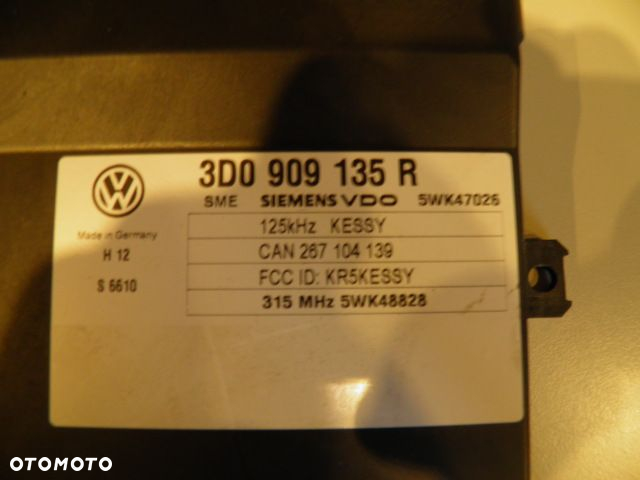 3D0 909 135 R
SME SIEMENS VDO 5WK47026
Made in Germany
H 12
S 6610
125kHz KESSY
CAN 267 104 139
FCC ID: KR5KESSY
315 MHz 5WK48828
OTOMOTO